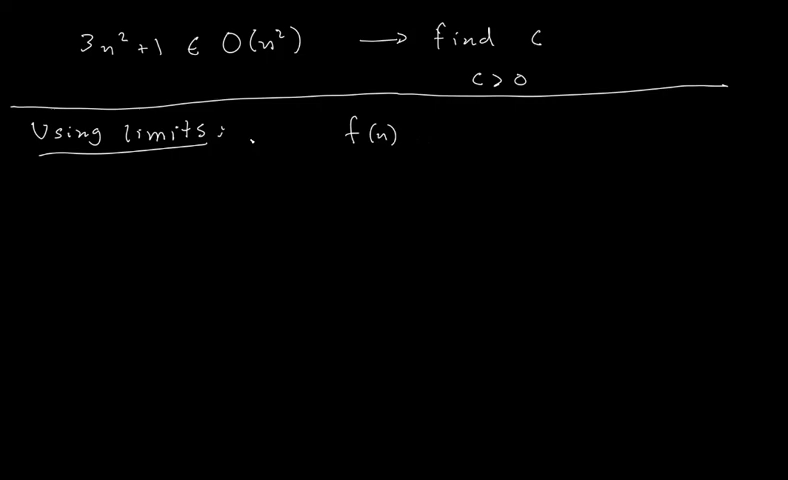 3n² + 1 ∈ O(n²) → find c
c > 0
Using limits: . f(n)